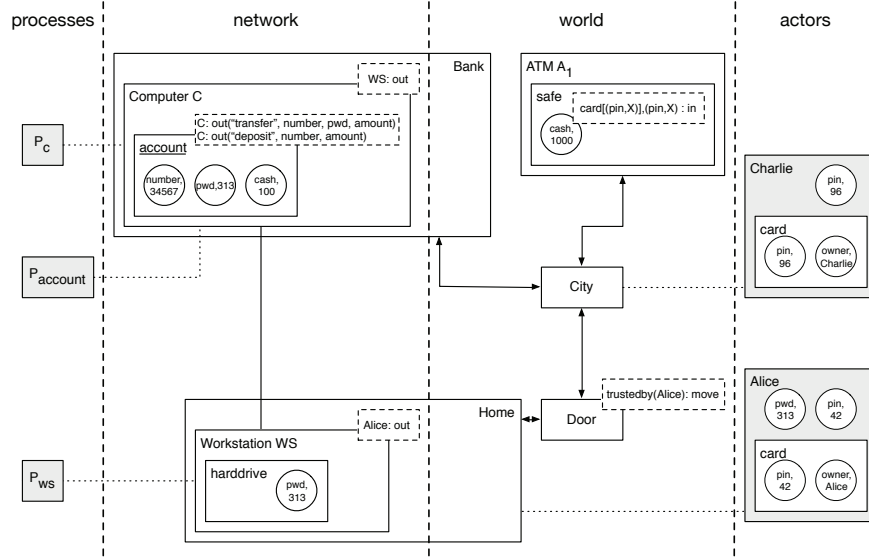 processes
network
world
actors
Bank
WS: out
Computer C
C: out("transfer", number, pwd, amount)
C: out("deposit", number, amount)
account
number,
34567
pwd,313
cash,
100
ATM A1
safe
card[(pin,X)],(pin,X) : in
cash,
1000
Pc
Charlie
pin,
96
card
pin,
96
owner,
Charlie
Paccount
City
trustedby(Alice): move
Door
Home
Alice: out
Workstation WS
harddrive
pwd,
313
Pws
Alice
pwd,
313
pin,
42
card
pin,
42
owner,
Alice